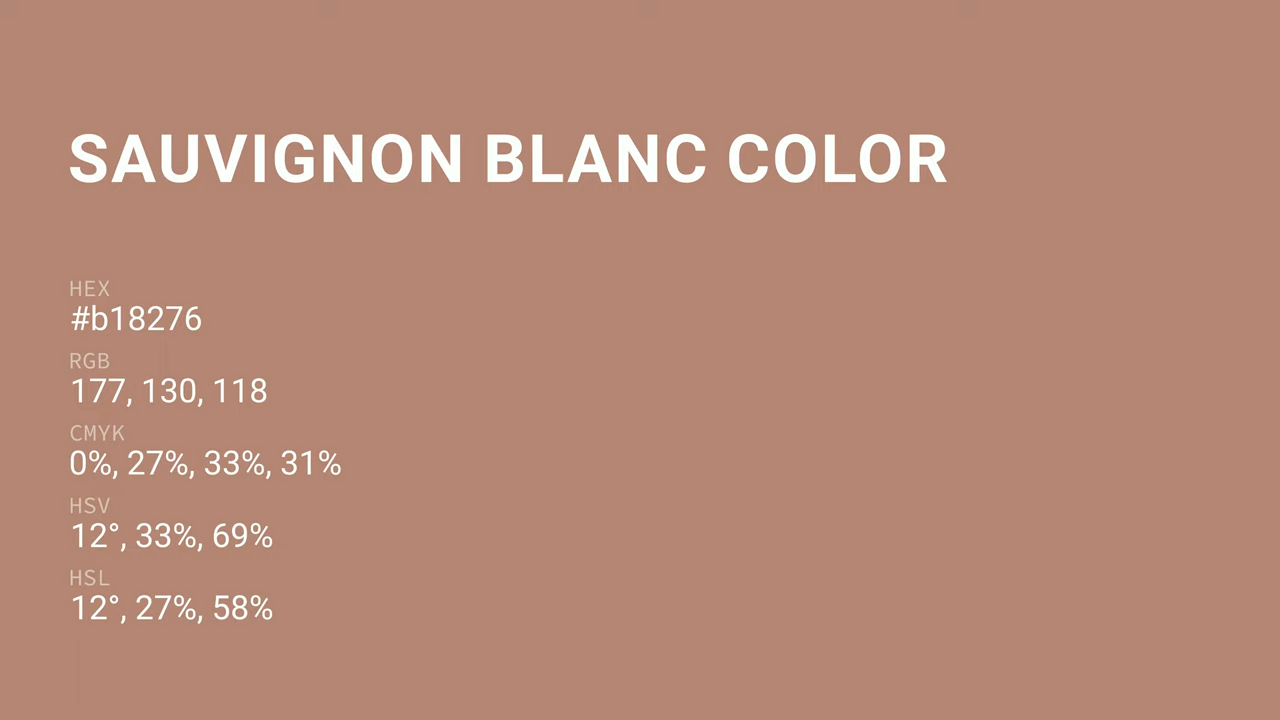 SAUVIGNON BLANC COLOR
HEX
#b18276
RGB
177, 130, 118
CMYK
0%, 27%, 33%, 31%
HSV
12°, 33%, 69%
HSL
12°, 27%, 58%